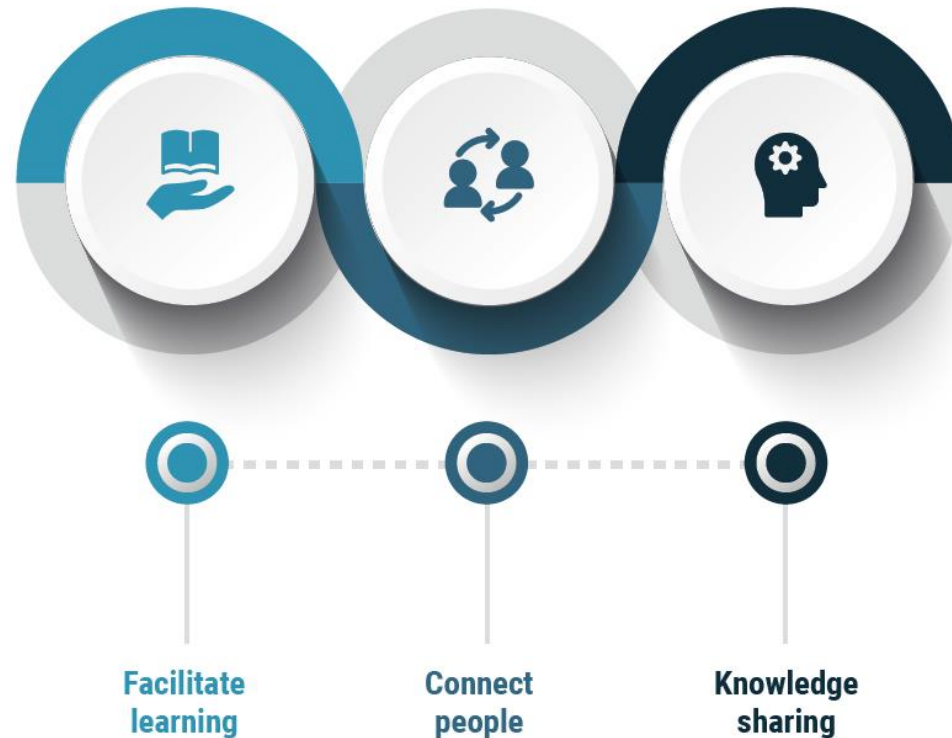 Facilitate
learning
Connect
people
Knowledge
sharing